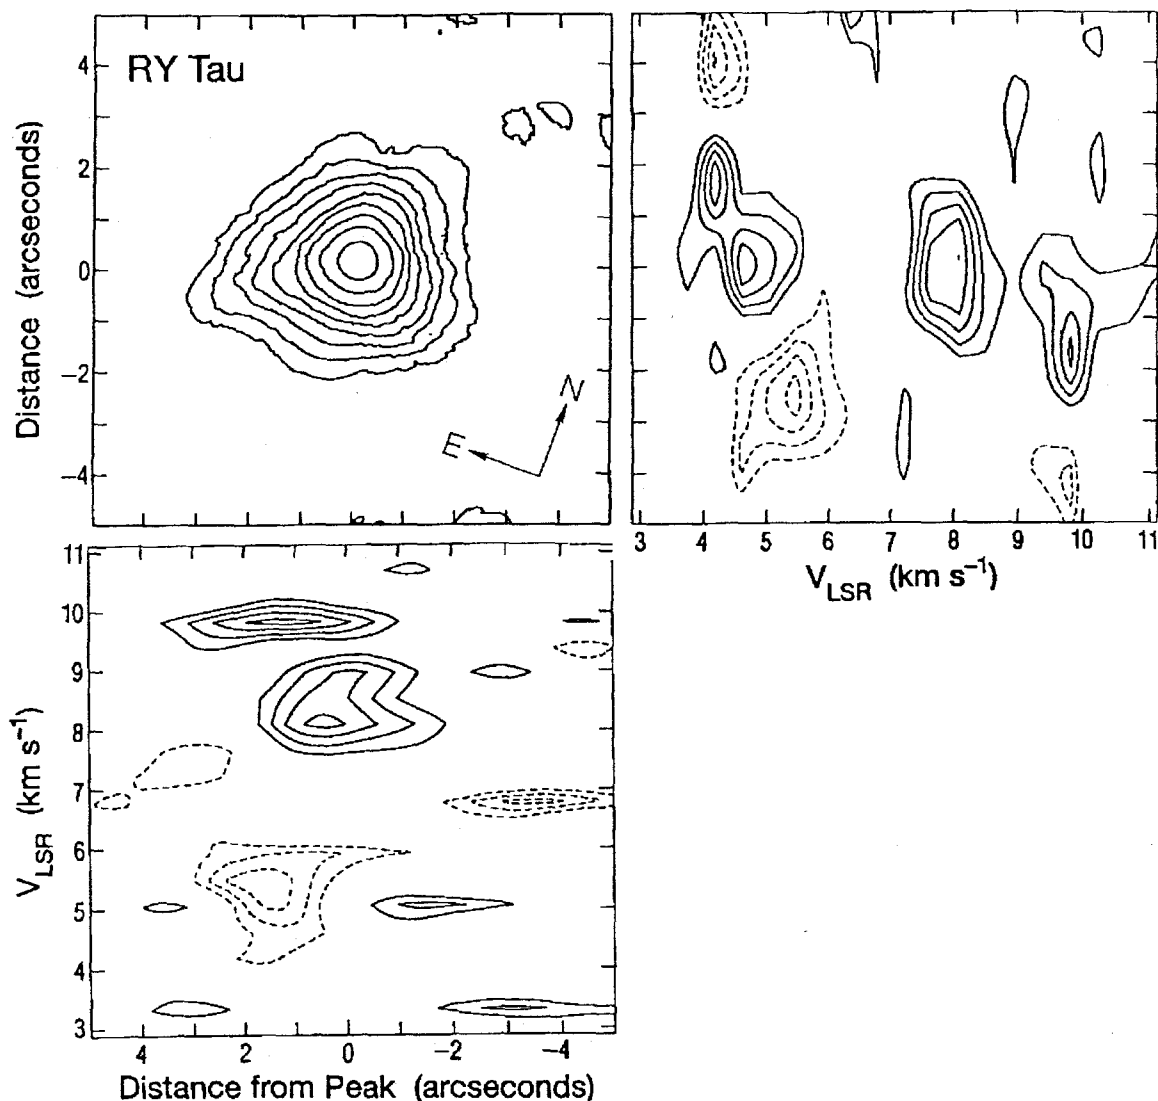 RY Tau
4
2
0
−2
−4
Distance (arcseconds)
N
E
3 4 5 6 7 8 9 10 11
V_LSR (km s⁻¹)
11
10
9
8
7
6
5
4
3
V_LSR (km s⁻¹)
4 2 0 −2 −4
Distance from Peak (arcseconds)